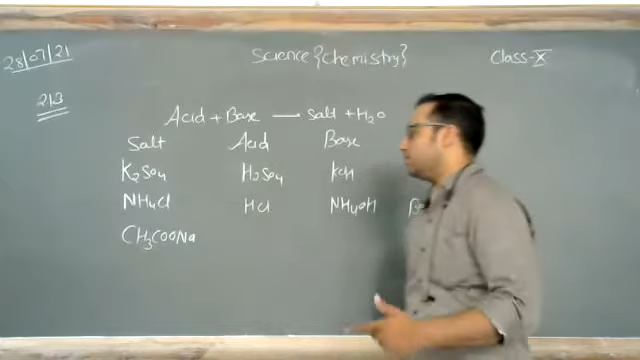 28/07/21 Science {Chemistry} Class-X
213
Acid + Base → Salt + H2O
Salt Acid Base
K2SO4 H2SO4 KOH
NH4Cl HCl NH4OH
CH3COONa